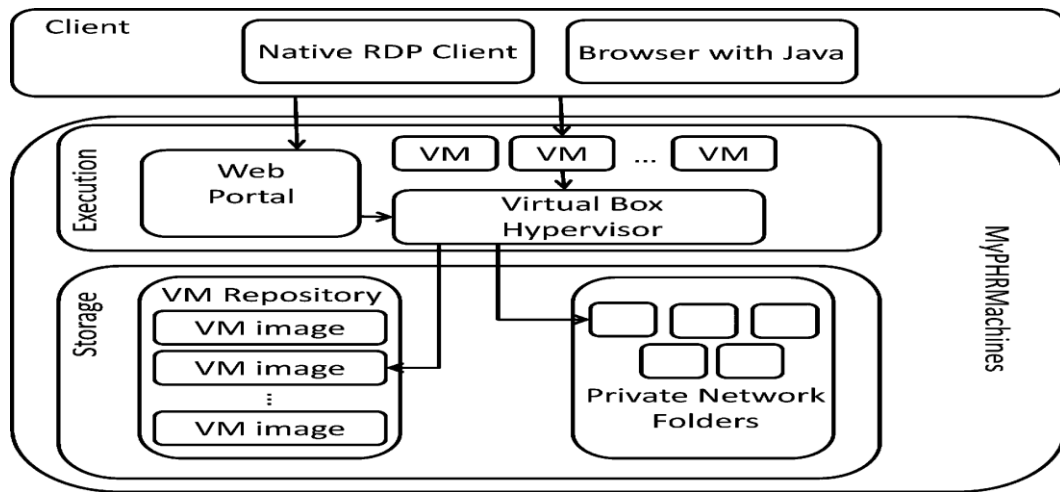 Client
Native RDP Client
Browser with Java
Execution
Web
Portal
VM
VM
...
VM
Virtual Box
Hypervisor
MyPHRMachines
Storage
VM Repository
VM image
VM image
...
VM image
Private Network
Folders